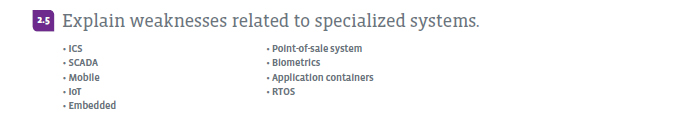 2.5 Explain weaknesses related to specialized systems.
• ICS
• SCADA
• Mobile
• IoT
• Embedded
• Point-of-sale system
• Biometrics
• Application containers
• RTOS